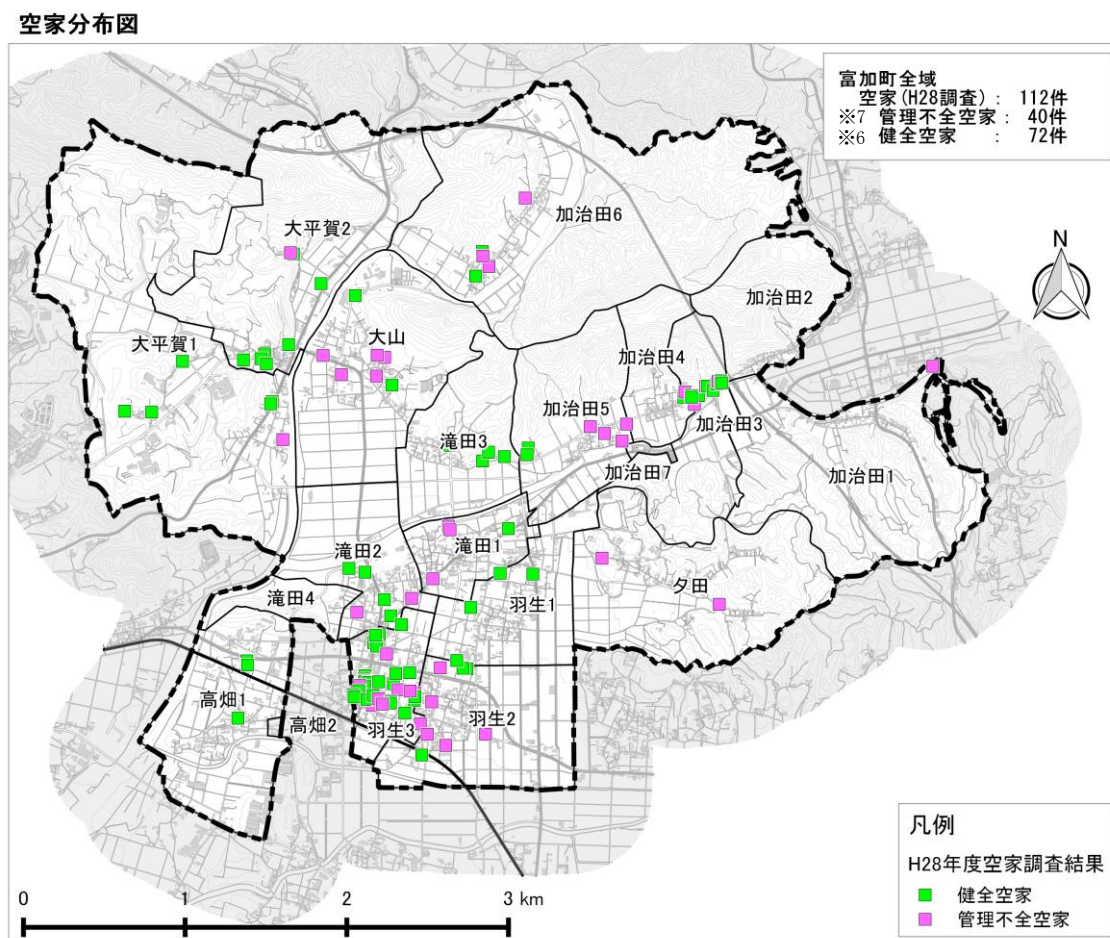 空家分布図
富加町全域
空家(H28調査): 112件
※7 管理不全空家: 40件
※6 健全空家 : 72件
加治田6
大平賀2
N
加治田2
大山
大平賀1
加治田4
加治田5
加治田3
滝田3
加治田7
加治田1
滝田1
滝田2
夕田
滝田4
羽生1
高畑1
高畑2
羽生3
羽生2
凡例
H28年度空家調査結果
健全空家
管理不全空家
0 1 2 3 km